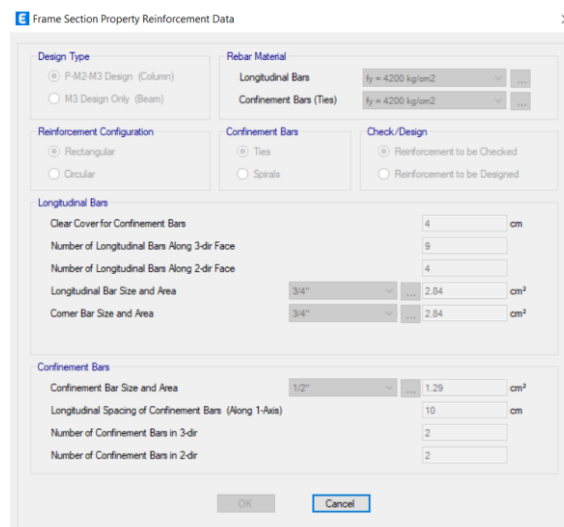 E Frame Section Property Reinforcement Data
Design Type
P-M2-M3 Design (Column)
M3 Design Only (Beam)
Rebar Material
Longitudinal Bars fy = 4200 kg/cm2 ...
Confinement Bars (Ties) fy = 4200 kg/cm2 ...
Reinforcement Configuration
Rectangular
Circular
Confinement Bars
Ties
Spirals
Check/Design
Reinforcement to be Checked
Reinforcement to be Designed
Longitudinal Bars
Clear Cover for Confinement Bars 4 cm
Number of Longitudinal Bars Along 3-dir Face 9
Number of Longitudinal Bars Along 2-dir Face 4
Longitudinal Bar Size and Area 3/4" ... 2.84 cm²
Corner Bar Size and Area 3/4" ... 2.84 cm²
Confinement Bars
Confinement Bar Size and Area 1/2" ... 1.29 cm²
Longitudinal Spacing of Confinement Bars (Along 1-Axis) 10 cm
Number of Confinement Bars in 3-dir 2
Number of Confinement Bars in 2-dir 2
OK Cancel